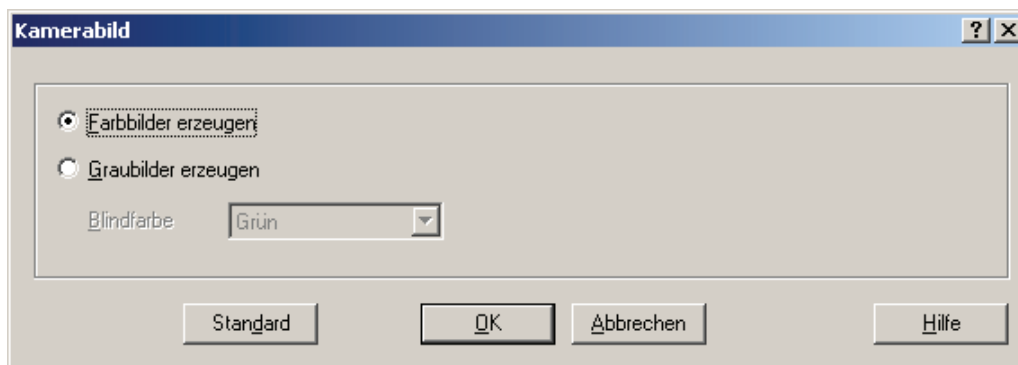 Kamerabild
Farbbilder erzeugen
Graubilder erzeugen
Blindfarbe Grün
Standard OK Abbrechen Hilfe